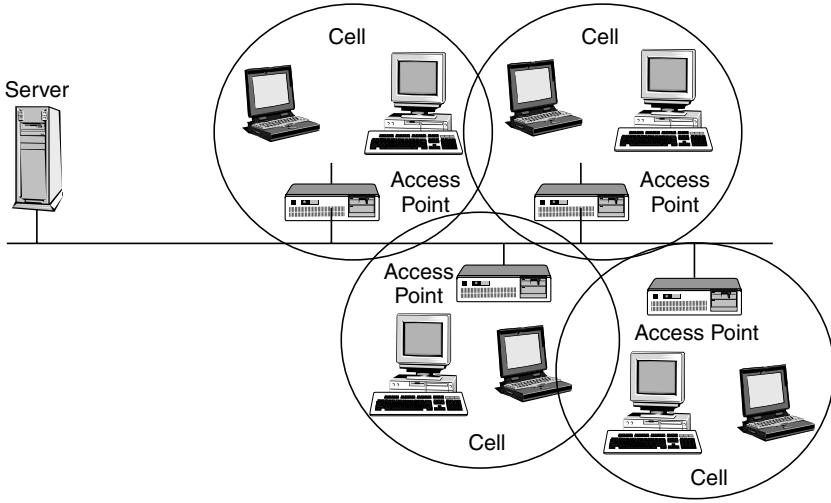 Cell
Cell
Server
Access
Point
Access
Point
Access
Point
Access Point
Cell
Cell